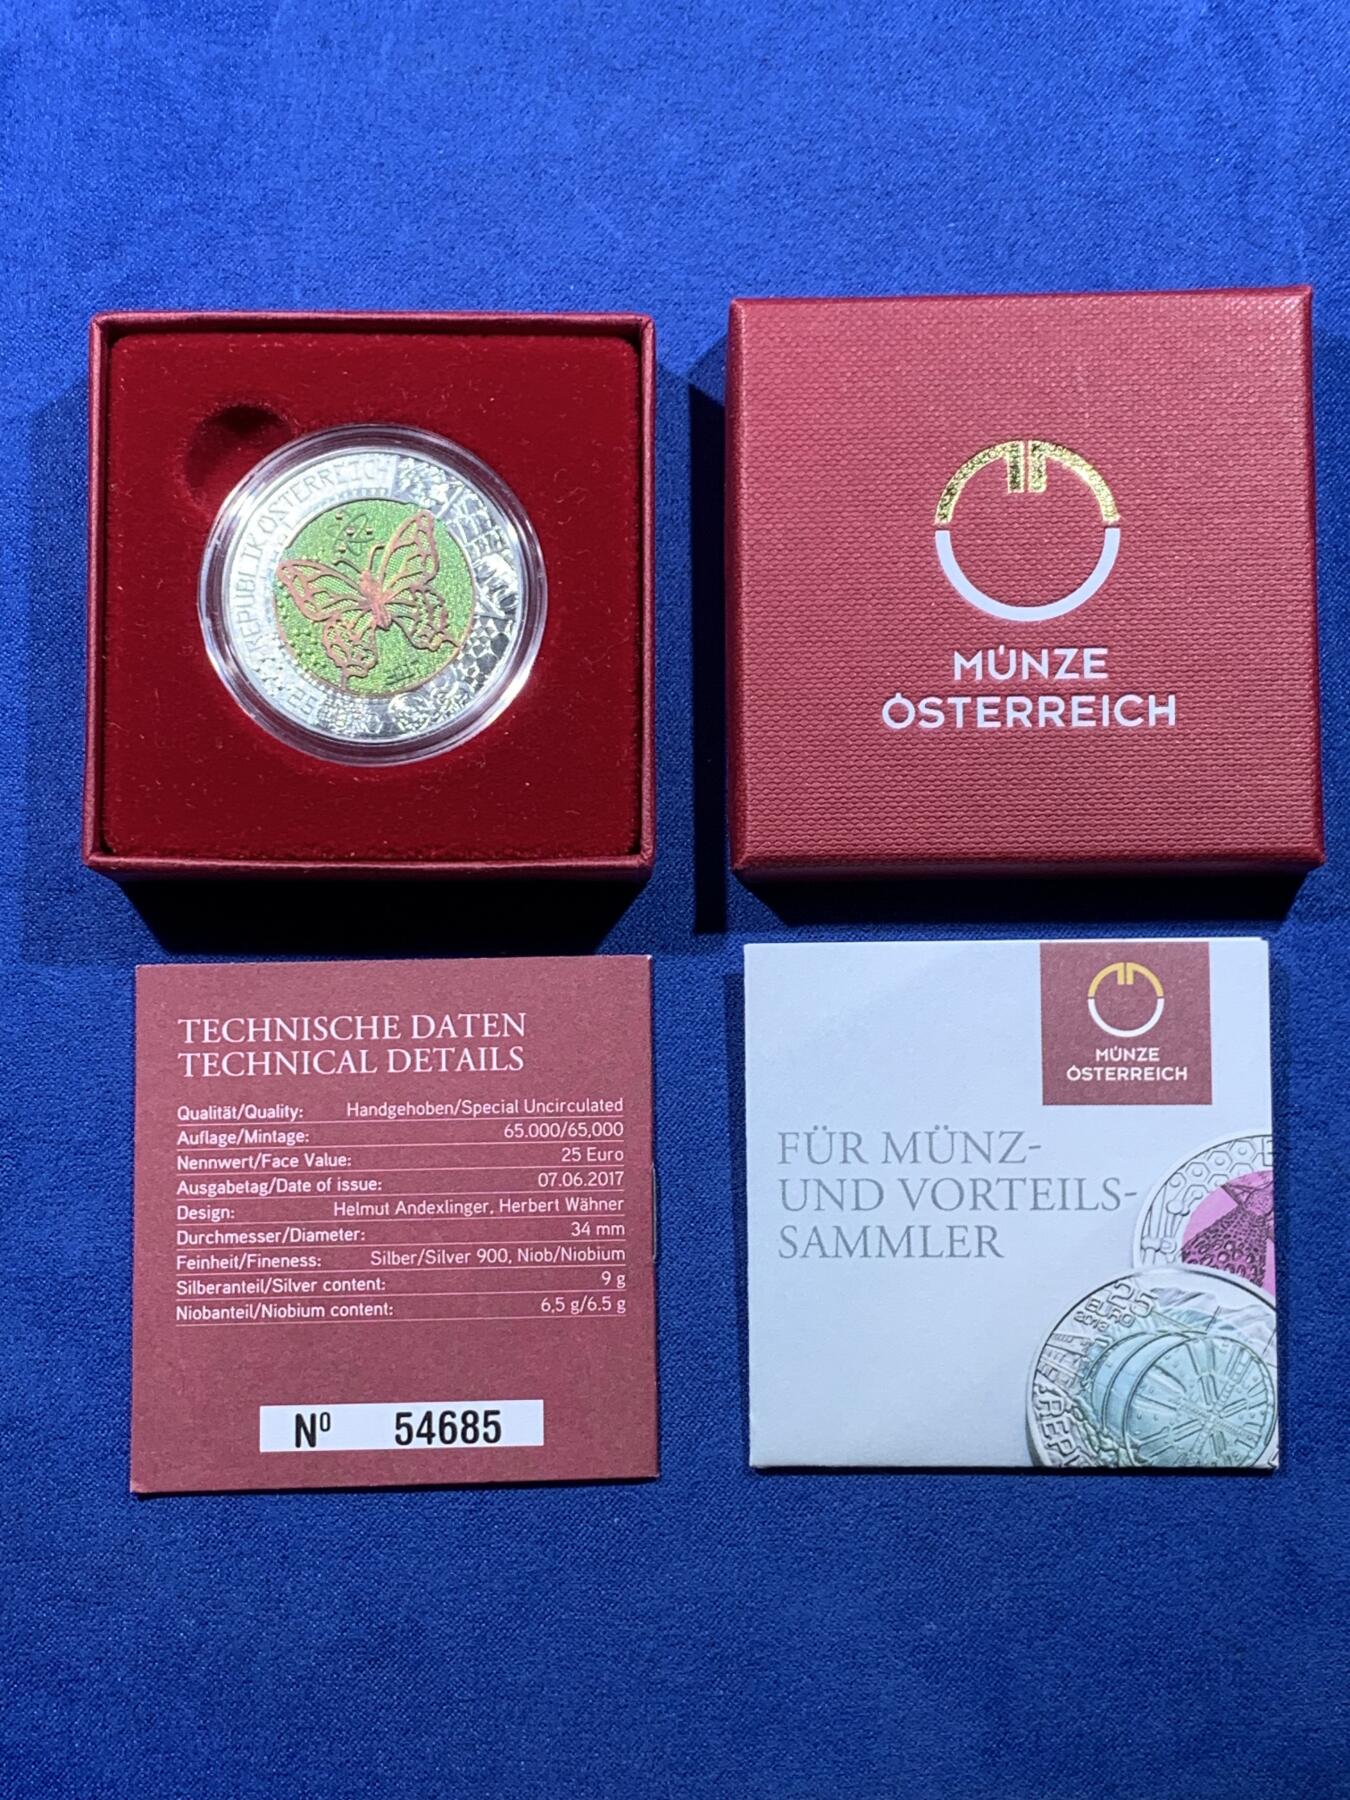 REPUBLIK ÖSTERREICH
MÜNZE
ÖSTERREICH
TECHNISCHE DATEN
TECHNICAL DETAILS
Qualität/Quality: Handgehoben/Special Uncirculated
Auflage/Mintage: 65.000/65,000
Nennwert/Face Value: 25 Euro
Ausgabetag/Date of issue: 07.06.2017
Design: Helmut Andexlinger, Herbert Wähner
Durchmesser/Diameter: 34 mm
Feinheit/Fineness: Silber/Silver 900, Niob/Niobium
Silberanteil/Silver content: 9 g
Niobanteil/Niobium content: 6,5 g/6.5 g
Nº 54685
MÜNZE
ÖSTERREICH
FÜR MÜNZ-
UND VORTEILS-
SAMMLER
25
EURO